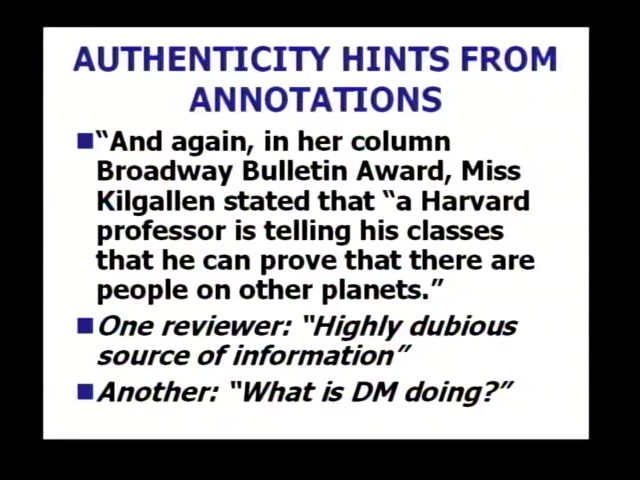 AUTHENTICITY HINTS FROM
ANNOTATIONS
“And again, in her column
Broadway Bulletin Award, Miss
Kilgallen stated that “a Harvard
professor is telling his classes
that he can prove that there are
people on other planets.”
One reviewer: “Highly dubious
source of information”
Another: “What is DM doing?”